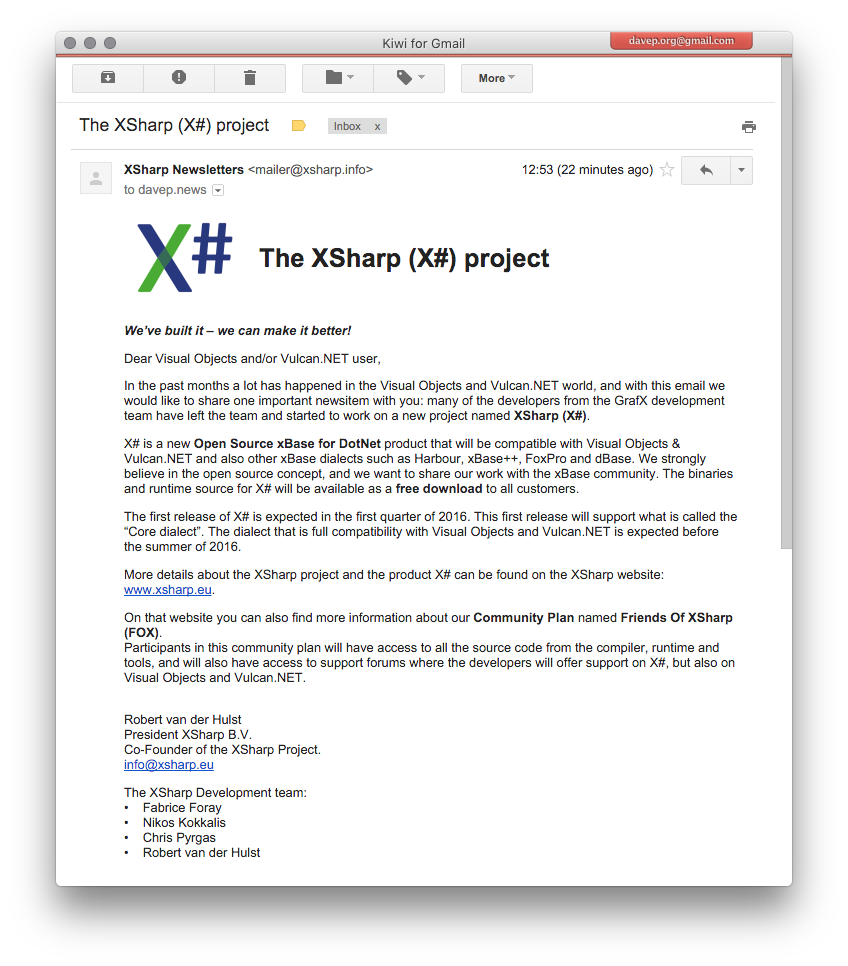 Kiwi for Gmail
davep.org@gmail.com
More
The XSharp (X#) project
Inbox x
XSharp Newsletters <mailer@xsharp.info>
12:53 (22 minutes ago)
to davep.news
X#
The XSharp (X#) project
We've built it – we can make it better!
Dear Visual Objects and/or Vulcan.NET user,
In the past months a lot has happened in the Visual Objects and Vulcan.NET world, and with this email we
would like to share one important newsitem with you: many of the developers from the GrafX development
team have left the team and started to work on a new project named XSharp (X#).
X# is a new Open Source xBase for DotNet product that will be compatible with Visual Objects &
Vulcan.NET and also other xBase dialects such as Harbour, xBase++, FoxPro and dBase. We strongly
believe in the open source concept, and we want to share our work with the xBase community. The binaries
and runtime source for X# will be available as a free download to all customers.
The first release of X# is expected in the first quarter of 2016. This first release will support what is called the
“Core dialect”. The dialect that is full compatibility with Visual Objects and Vulcan.NET is expected before
the summer of 2016.
More details about the XSharp project and the product X# can be found on the XSharp website:
www.xsharp.eu.
On that website you can also find more information about our Community Plan named Friends Of XSharp
(FOX).
Participants in this community plan will have access to all the source code from the compiler, runtime and
tools, and will also have access to support forums where the developers will offer support on X#, but also on
Visual Objects and Vulcan.NET.
Robert van der Hulst
President XSharp B.V.
Co-Founder of the XSharp Project.
info@xsharp.eu
The XSharp Development team:
• Fabrice Foray
• Nikos Kokkalis
• Chris Pyrgas
• Robert van der Hulst